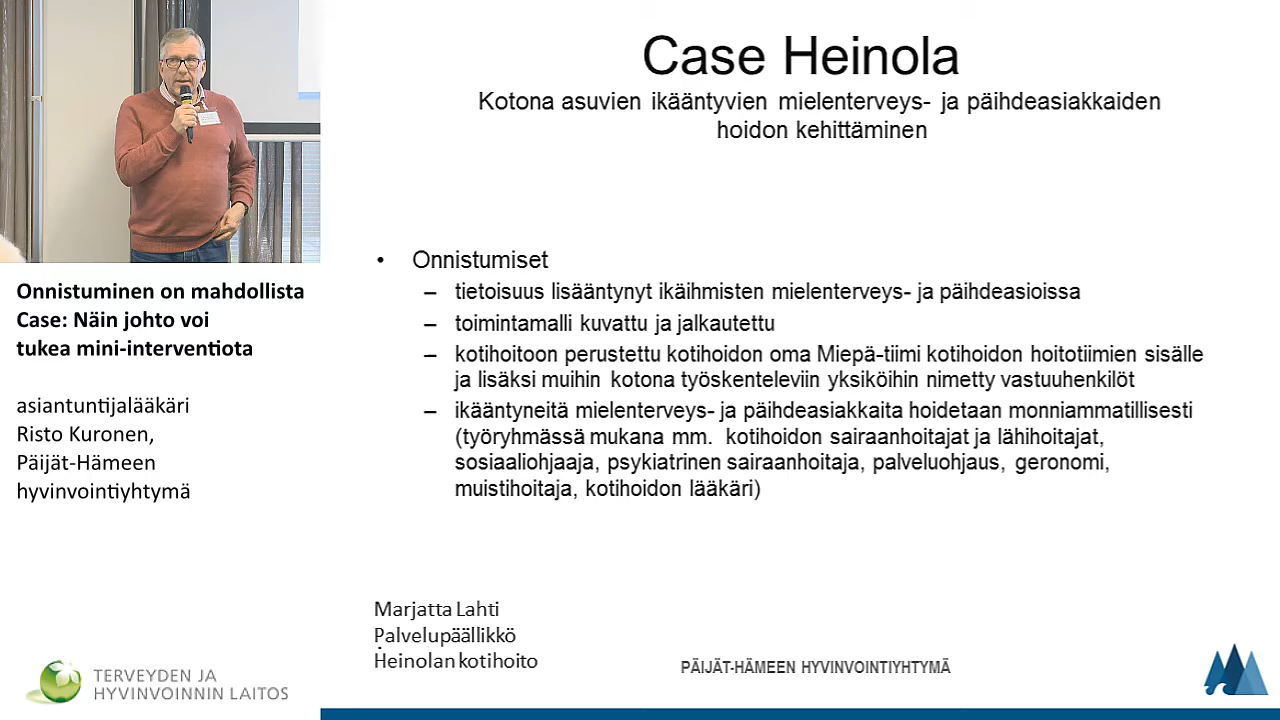 Case Heinola
Kotona asuvien ikääntyvien mielenterveys- ja päihdeasiakkaiden
hoidon kehittäminen
Onnistuminen on mahdollista
Case: Näin johto voi
tukea mini-interventiota
asiantuntijalääkäri
Risto Kuronen,
Päijät-Hämeen
hyvinvointiyhtymä
• Onnistumiset
– tietoisuus lisääntynyt ikäihmisten mielenterveys- ja päihdeasioissa
– toimintamalli kuvattu ja jalkautettu
– kotihoitoon perustettu kotihoidon oma Miepä-tiimi kotihoidon hoitotiimien sisälle
ja lisäksi muihin kotona työskenteleviin yksiköihin nimetty vastuuhenkilöt
– ikääntyneitä mielenterveys- ja päihdeasiakkaita hoidetaan monniammatillisesti
(työryhmässä mukana mm. kotihoidon sairaanhoitajat ja lähihoitajat,
sosiaaliohjaaja, psykiatrinen sairaanhoitaja, palveluohjaus, geronomi,
muistihoitaja, kotihoidon lääkäri)
Marjatta Lahti
Palvelupäällikkö
Heinolan kotihoito
TERVEYDEN JA
HYVINVOINNIN LAITOS
PÄIJÄT-HÄMEEN HYVINVOINTIYHTYMÄ